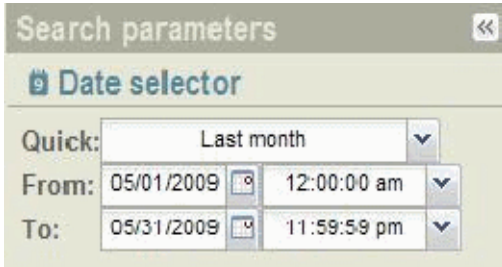 Search parameters
9 Date selector
Quick: Last month
From: 05/01/2009 12:00:00 am
To: 05/31/2009 11:59:59 pm